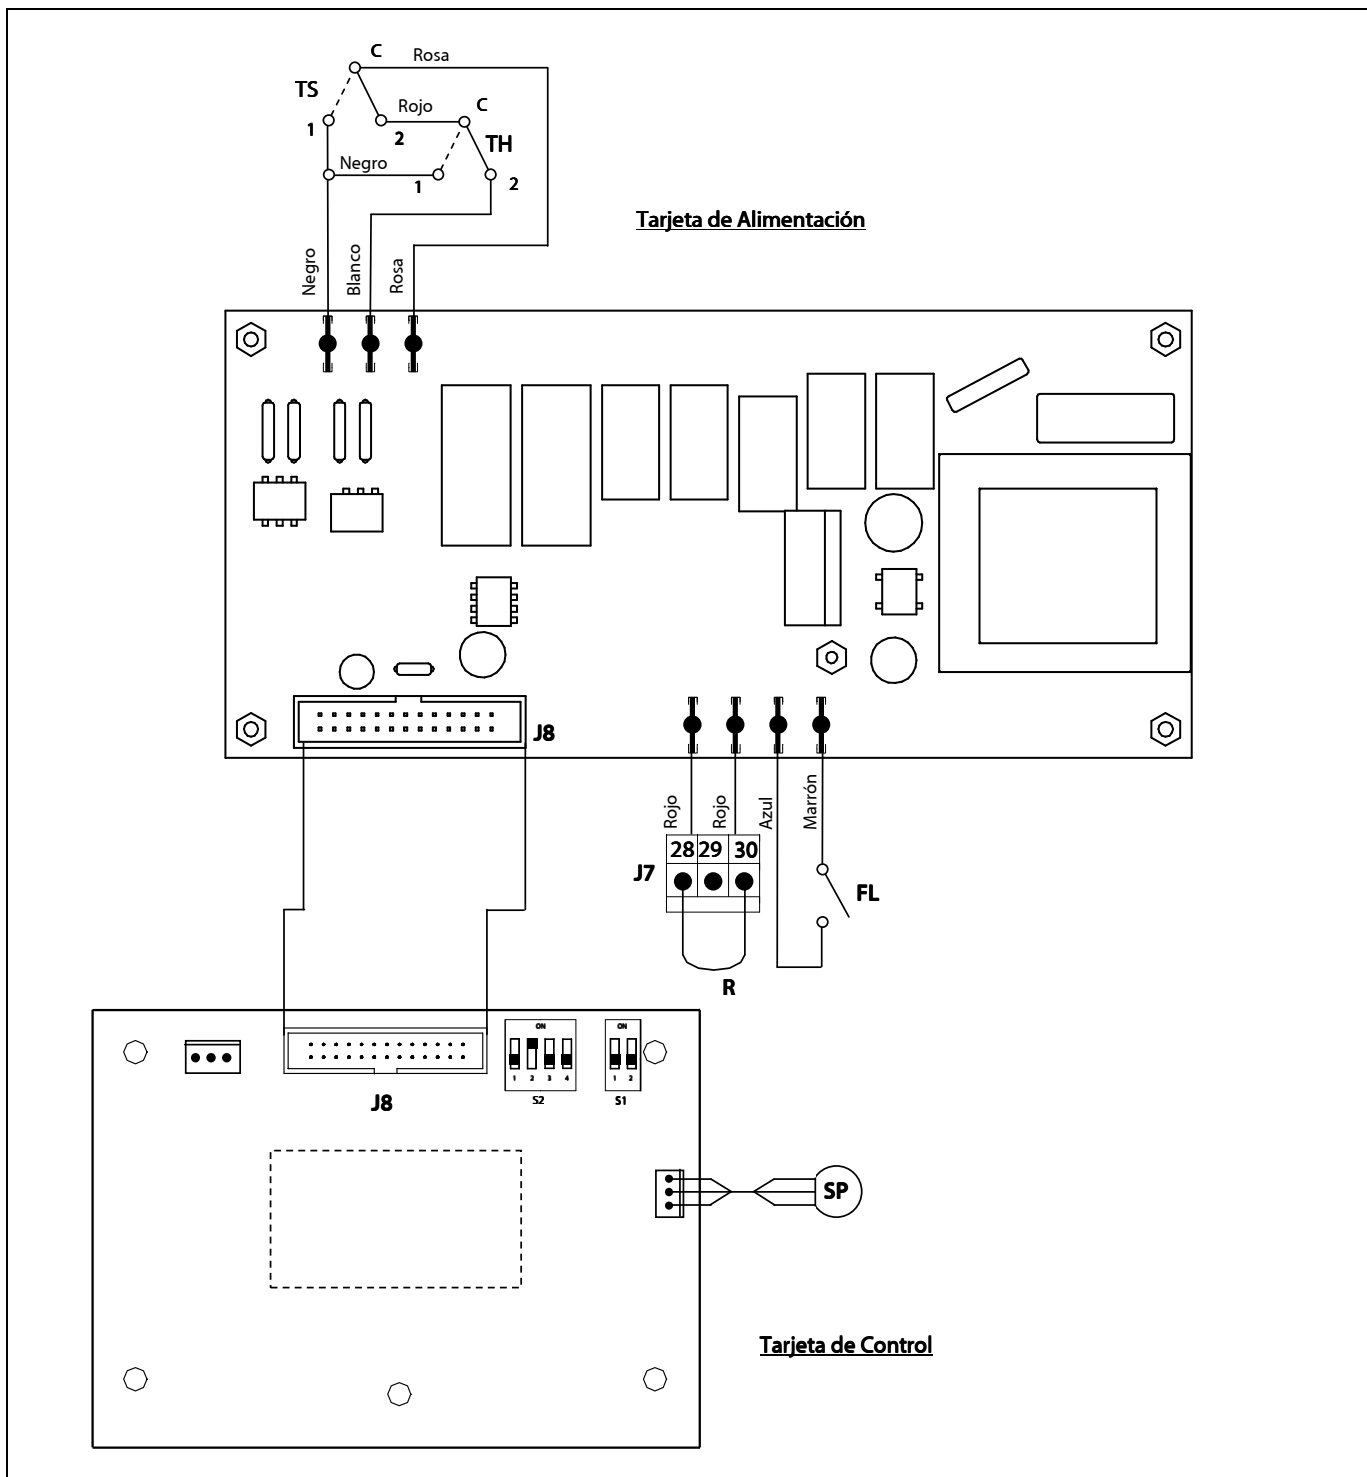 C
Rosa
TS
Rojo
C
1
2
TH
Negro
1
2
Tarjeta de Alimentación
Negro
Blanco
Rosa
J8
Rojo
Rojo
Azul
Marrón
28 29 30
J7
FL
R
ON
1 2 3 4
S2
ON
1 2
S1
J8
SP
Tarjeta de Control